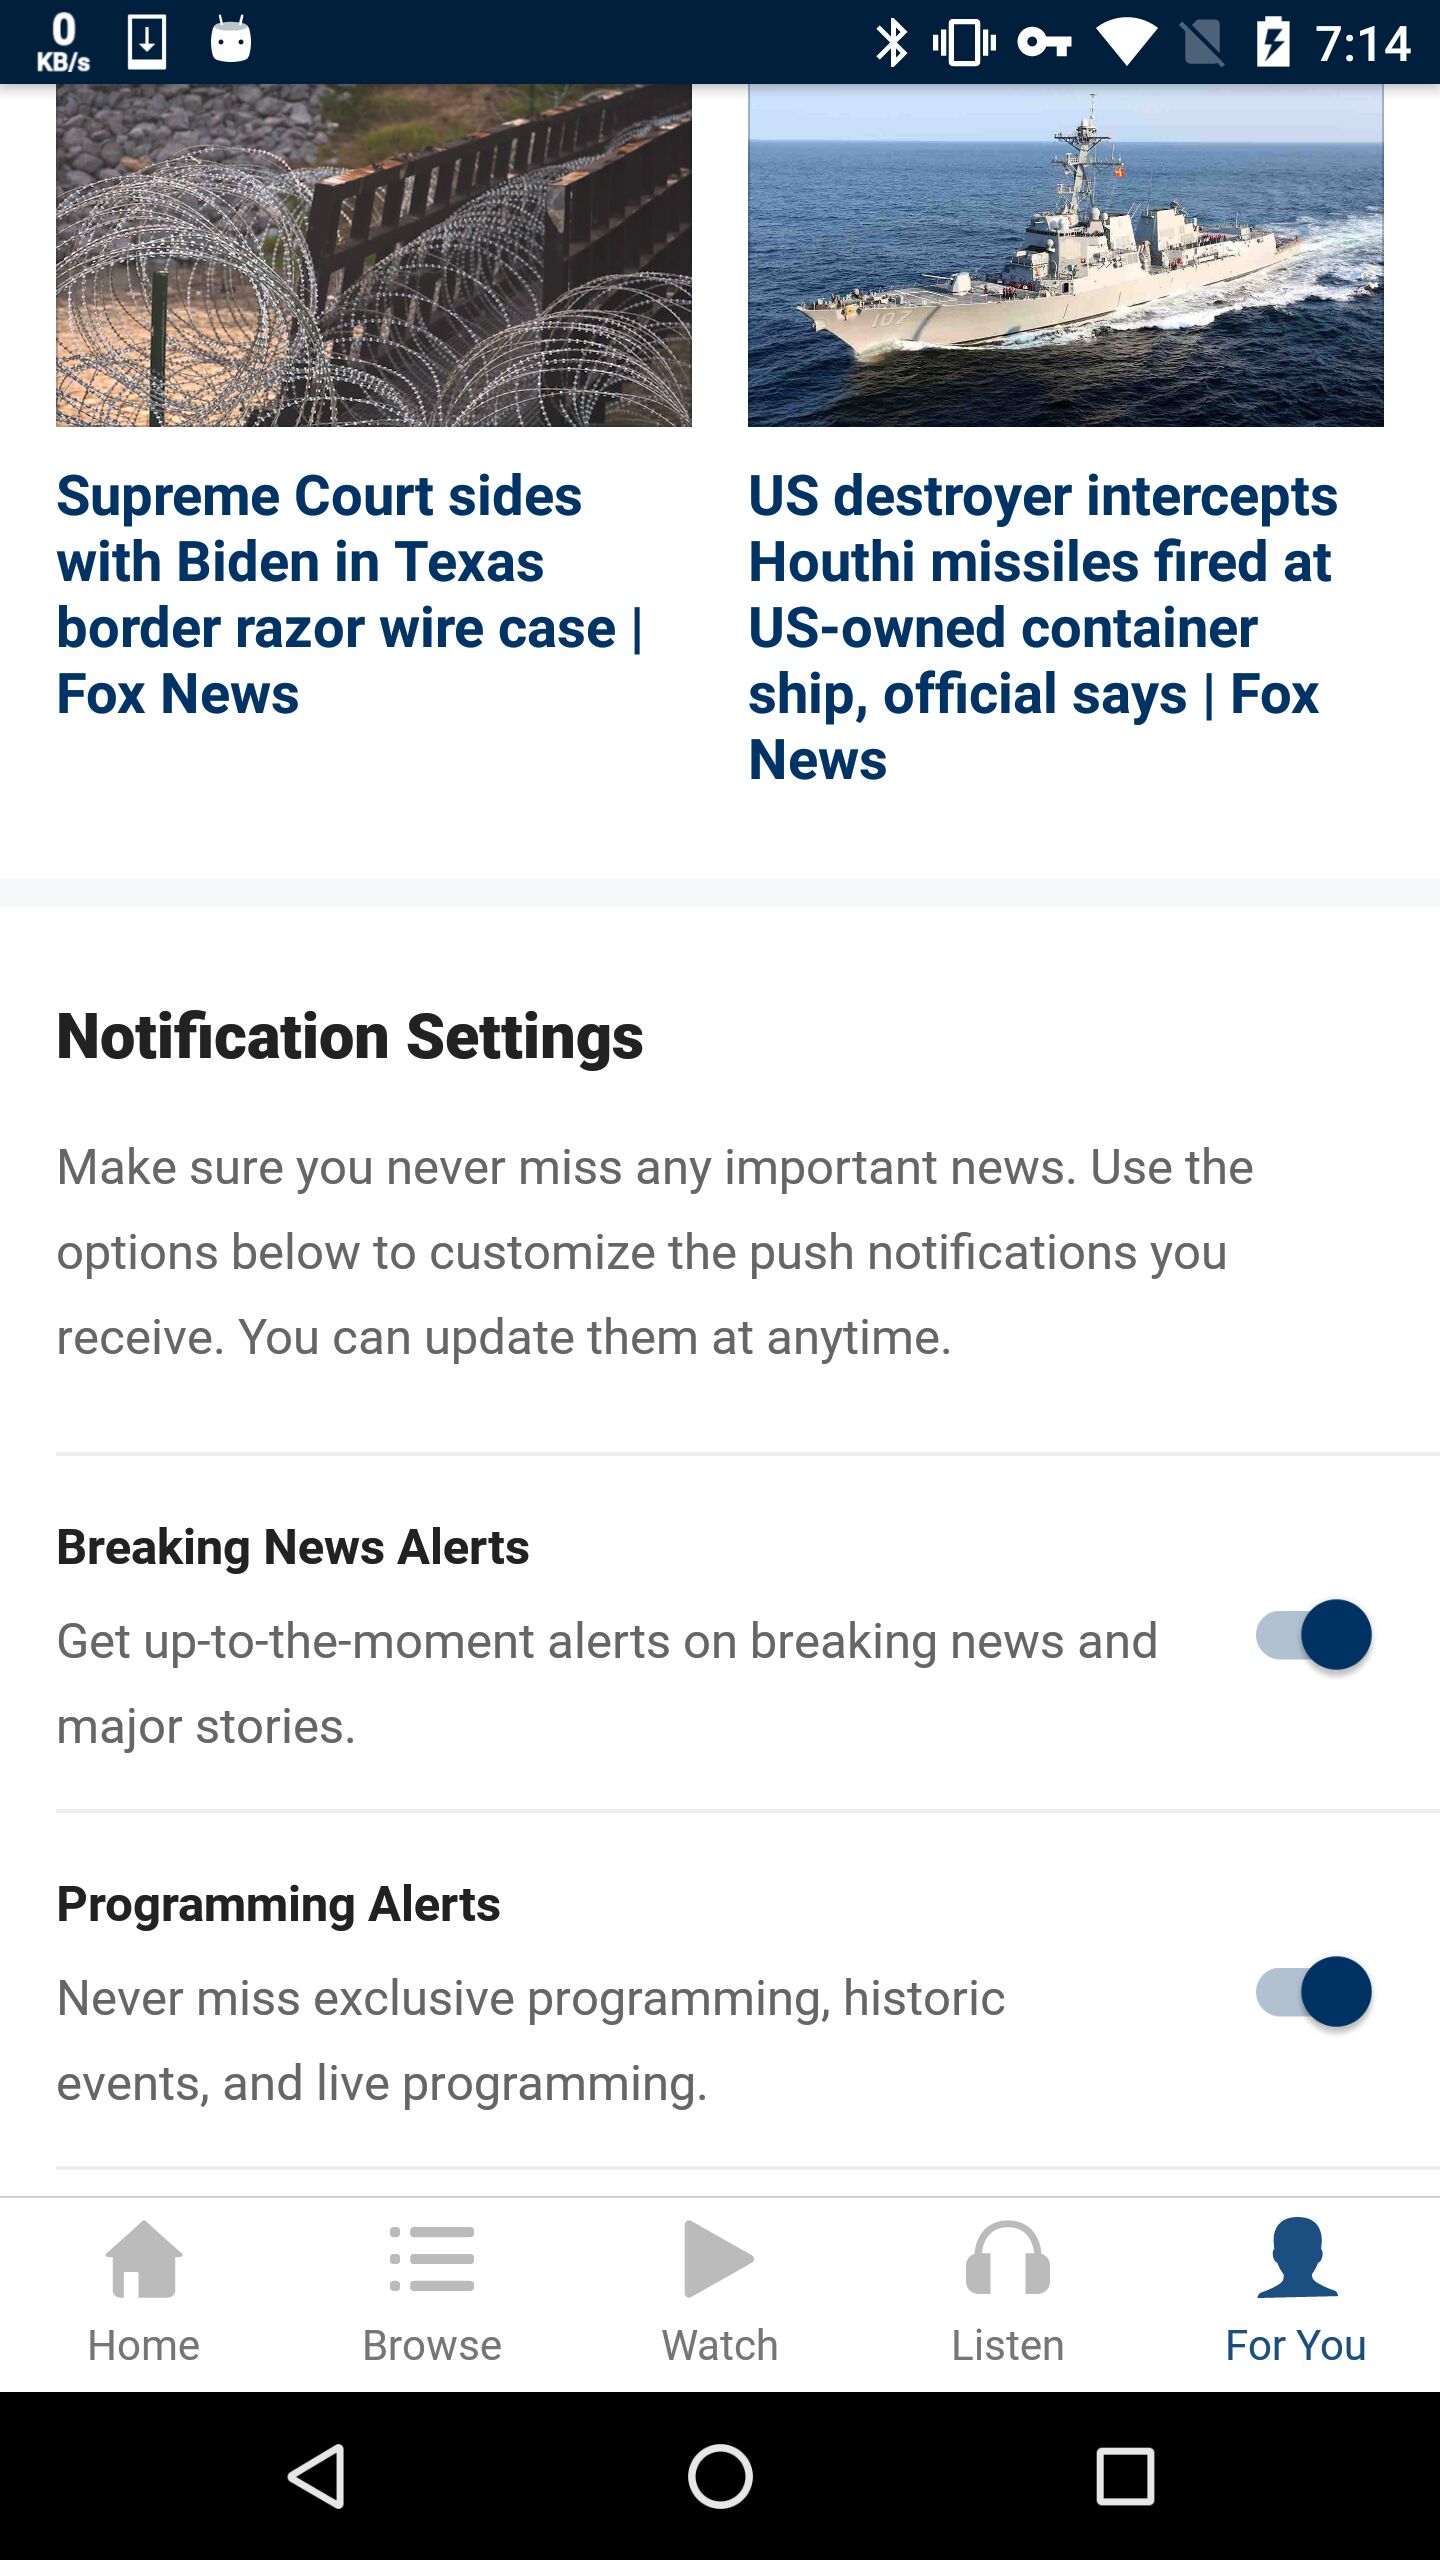 0
KB/s
7:14
107
Supreme Court sides
with Biden in Texas
border razor wire case |
Fox News
US destroyer intercepts
Houthi missiles fired at
US-owned container
ship, official says | Fox
News
Notification Settings
Make sure you never miss any important news. Use the
options below to customize the push notifications you
receive. You can update them at anytime.
Breaking News Alerts
Get up-to-the-moment alerts on breaking news and
major stories.
Programming Alerts
Never miss exclusive programming, historic
events, and live programming.
Home
Browse
Watch
Listen
For You